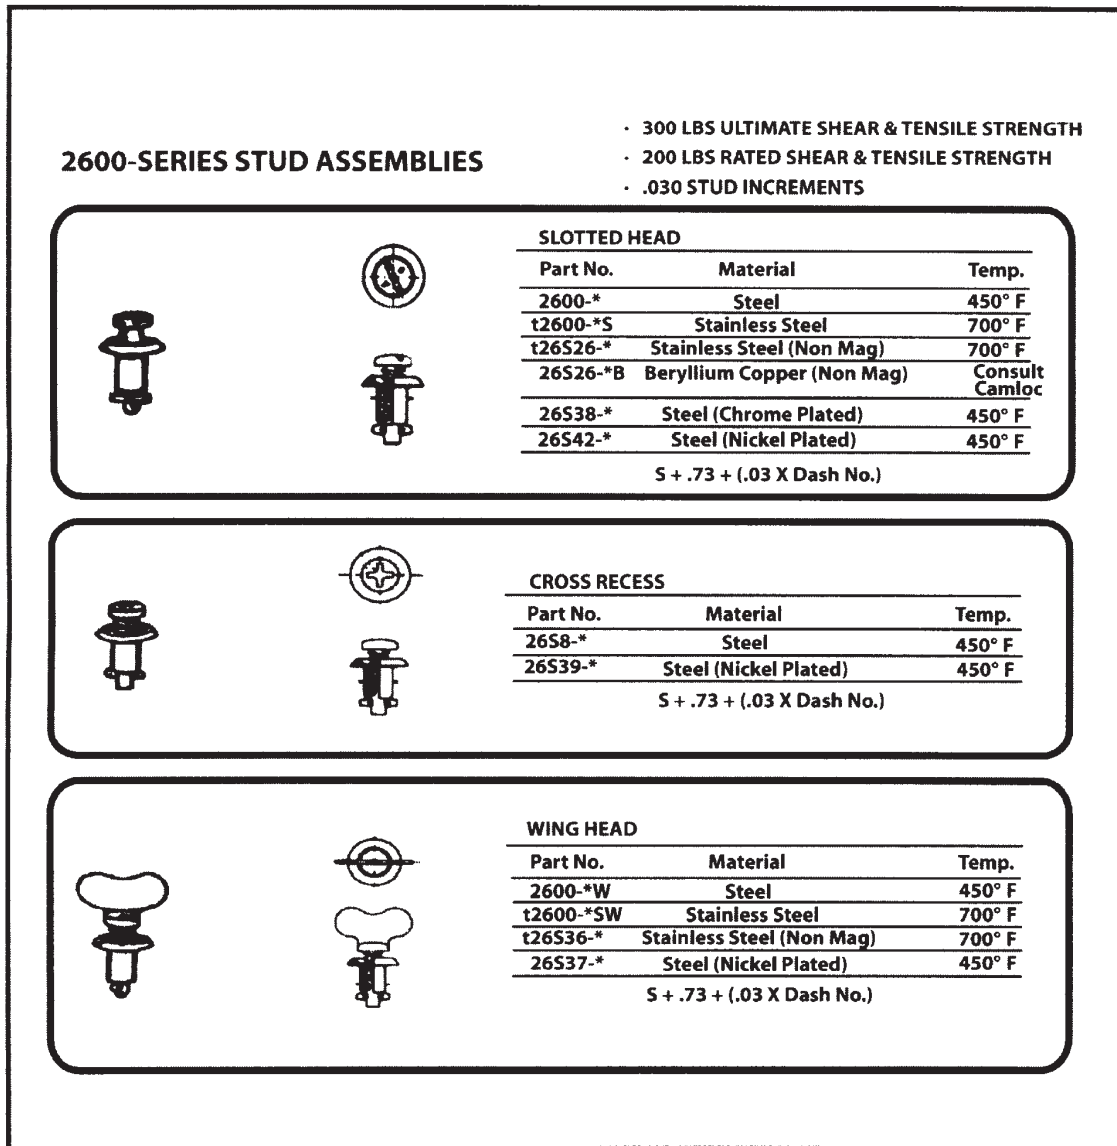 · 300 LBS ULTIMATE SHEAR & TENSILE STRENGTH
2600-SERIES STUD ASSEMBLIES
· 200 LBS RATED SHEAR & TENSILE STRENGTH
· .030 STUD INCREMENTS
SLOTTED HEAD
Part No. Material Temp.
2600-* Steel 450° F
t2600-*S Stainless Steel 700° F
t26S26-* Stainless Steel (Non Mag) 700° F
26S26-*B Beryllium Copper (Non Mag) Consult
Camloc
26S38-* Steel (Chrome Plated) 450° F
26S42-* Steel (Nickel Plated) 450° F
S + .73 + (.03 X Dash No.)
CROSS RECESS
Part No. Material Temp.
26S8-* Steel 450° F
26S39-* Steel (Nickel Plated) 450° F
S + .73 + (.03 X Dash No.)
WING HEAD
Part No. Material Temp.
2600-*W Steel 450° F
t2600-*SW Stainless Steel 700° F
t26S36-* Stainless Steel (Non Mag) 700° F
26S37-* Steel (Nickel Plated) 450° F
S + .73 + (.03 X Dash No.)